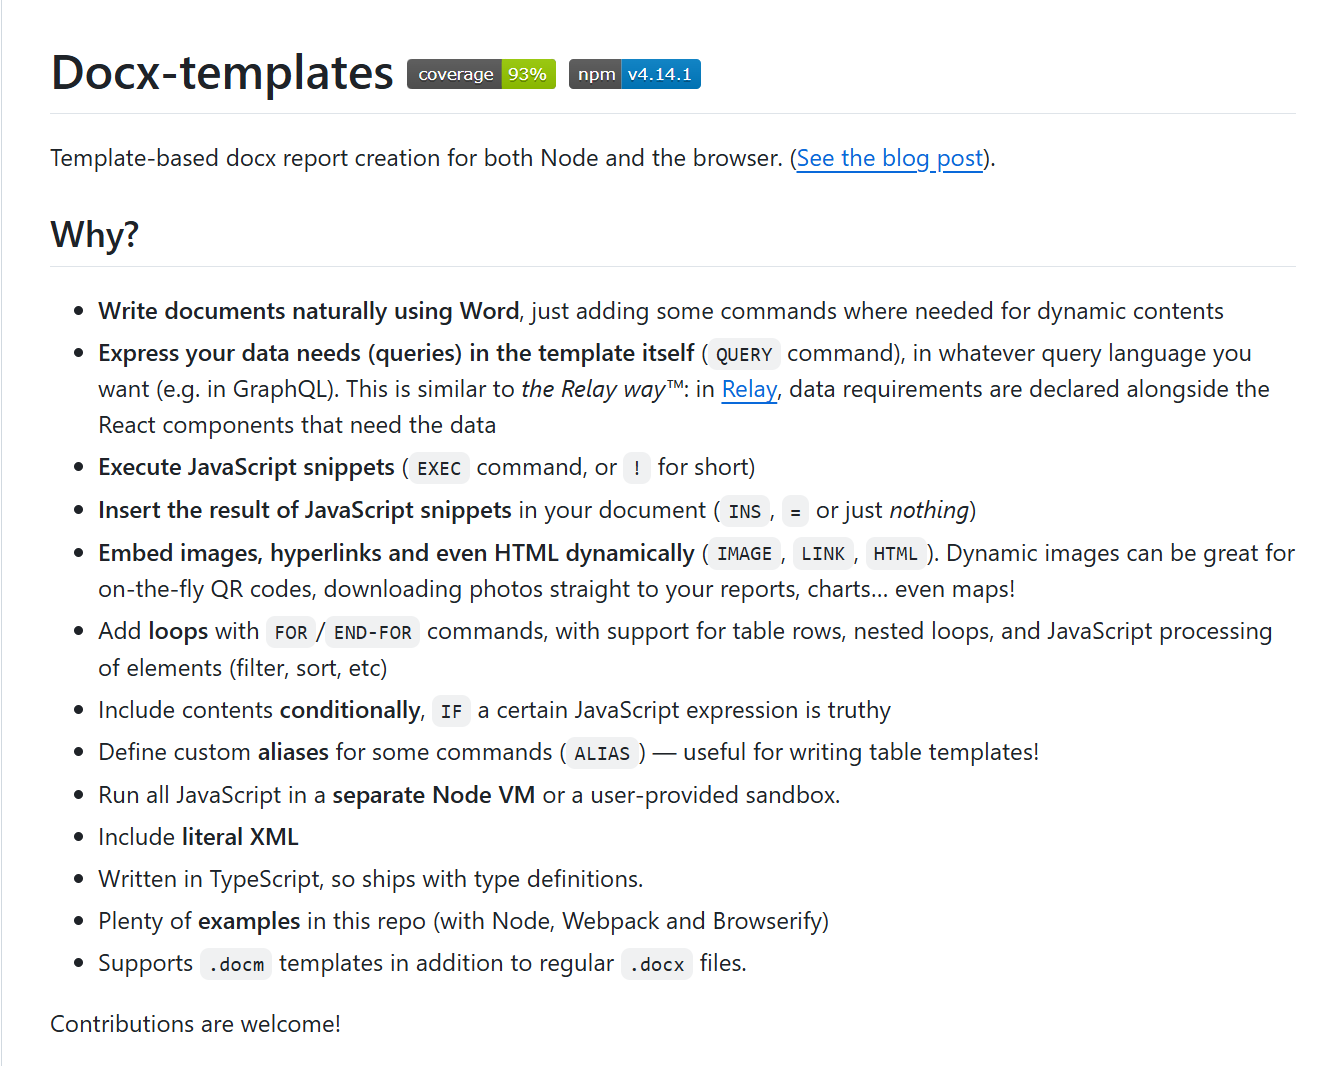 Docx-templates coverage 93% npm v4.14.1
Template-based docx report creation for both Node and the browser. (See the blog post).
Why?
• Write documents naturally using Word, just adding some commands where needed for dynamic contents
• Express your data needs (queries) in the template itself (QUERY command), in whatever query language you
want (e.g. in GraphQL). This is similar to the Relay way™: in Relay, data requirements are declared alongside the
React components that need the data
• Execute JavaScript snippets (EXEC command, or ! for short)
• Insert the result of JavaScript snippets in your document (INS, = or just nothing)
• Embed images, hyperlinks and even HTML dynamically (IMAGE, LINK, HTML). Dynamic images can be great for
on-the-fly QR codes, downloading photos straight to your reports, charts… even maps!
• Add loops with FOR/END-FOR commands, with support for table rows, nested loops, and JavaScript processing
of elements (filter, sort, etc)
• Include contents conditionally, IF a certain JavaScript expression is truthy
• Define custom aliases for some commands (ALIAS) — useful for writing table templates!
• Run all JavaScript in a separate Node VM or a user-provided sandbox.
• Include literal XML
• Written in TypeScript, so ships with type definitions.
• Plenty of examples in this repo (with Node, Webpack and Browserify)
• Supports .docm templates in addition to regular .docx files.
Contributions are welcome!